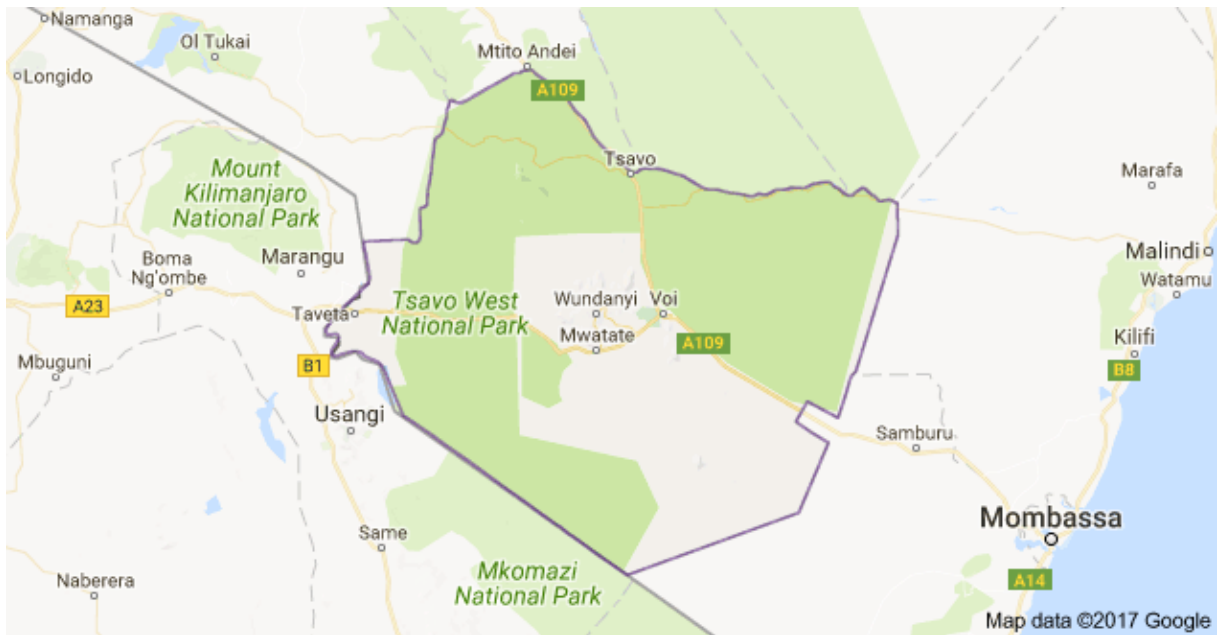 Namanga
Ol Tukai
Mtito Andei
Longido
A109
Tsavo
Mount
Kilimanjaro
National Park
Marafa
Marangu
Boma
Ng'ombe
Malindi
Watamu
A23
Taveta
Tsavo West
National Park
Wundanyi
Voi
Mwatate
A109
Kilifi
Mbuguni
B1
B8
Usangi
Samburu
Mombassa
Same
Mkomazi
National Park
Naberera
A14
Map data ©2017 Google